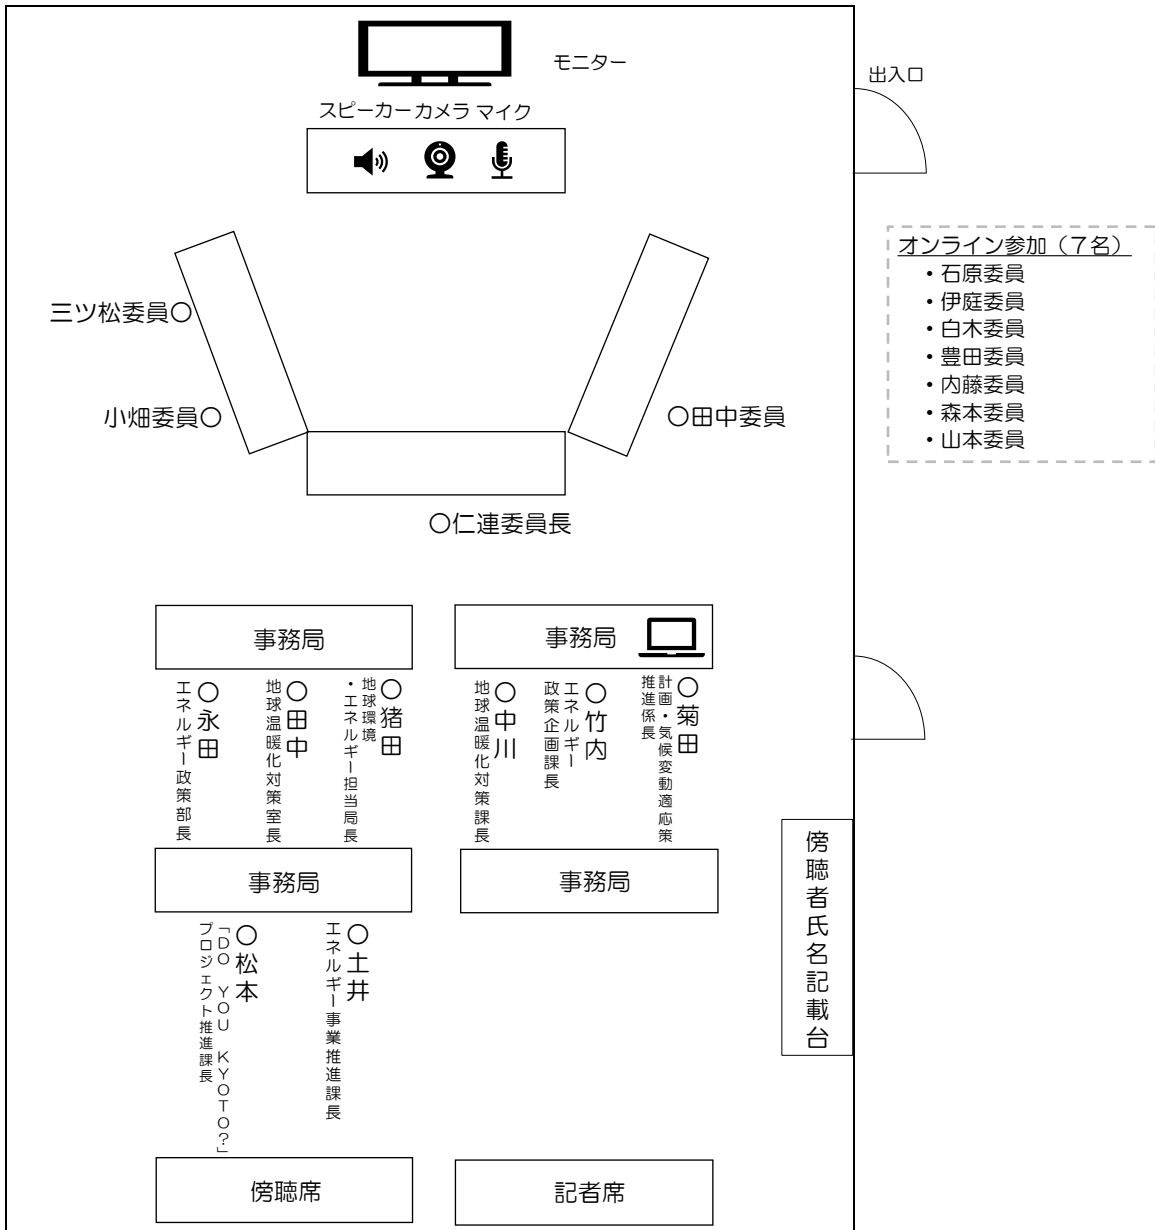 モニター
出入口
スピーカー カメラ マイク
オンライン参加（７名）
・石原委員
・伊庭委員
・白木委員
・豊田委員
・内藤委員
・森本委員
・山本委員
三ツ松委員〇
小畑委員〇
〇田中委員
〇仁連委員長
事務局
事務局
〇猪田
地球環境
・エネルギー担当局長
〇田中
地球温暖化対策室長
〇永田
エネルギー政策部長
〇菊田
計画・気候変動適応策
推進係長
〇竹内
エネルギー
政策企画課長
〇中川
地球温暖化対策課長
事務局
事務局
〇土井
エネルギー事業推進課長
〇松本
「ＤＯ ＹＯＵ ＫＹＯＴＯ？」
プロジェクト推進課長
傍聴者氏名記載台
傍聴席
記者席